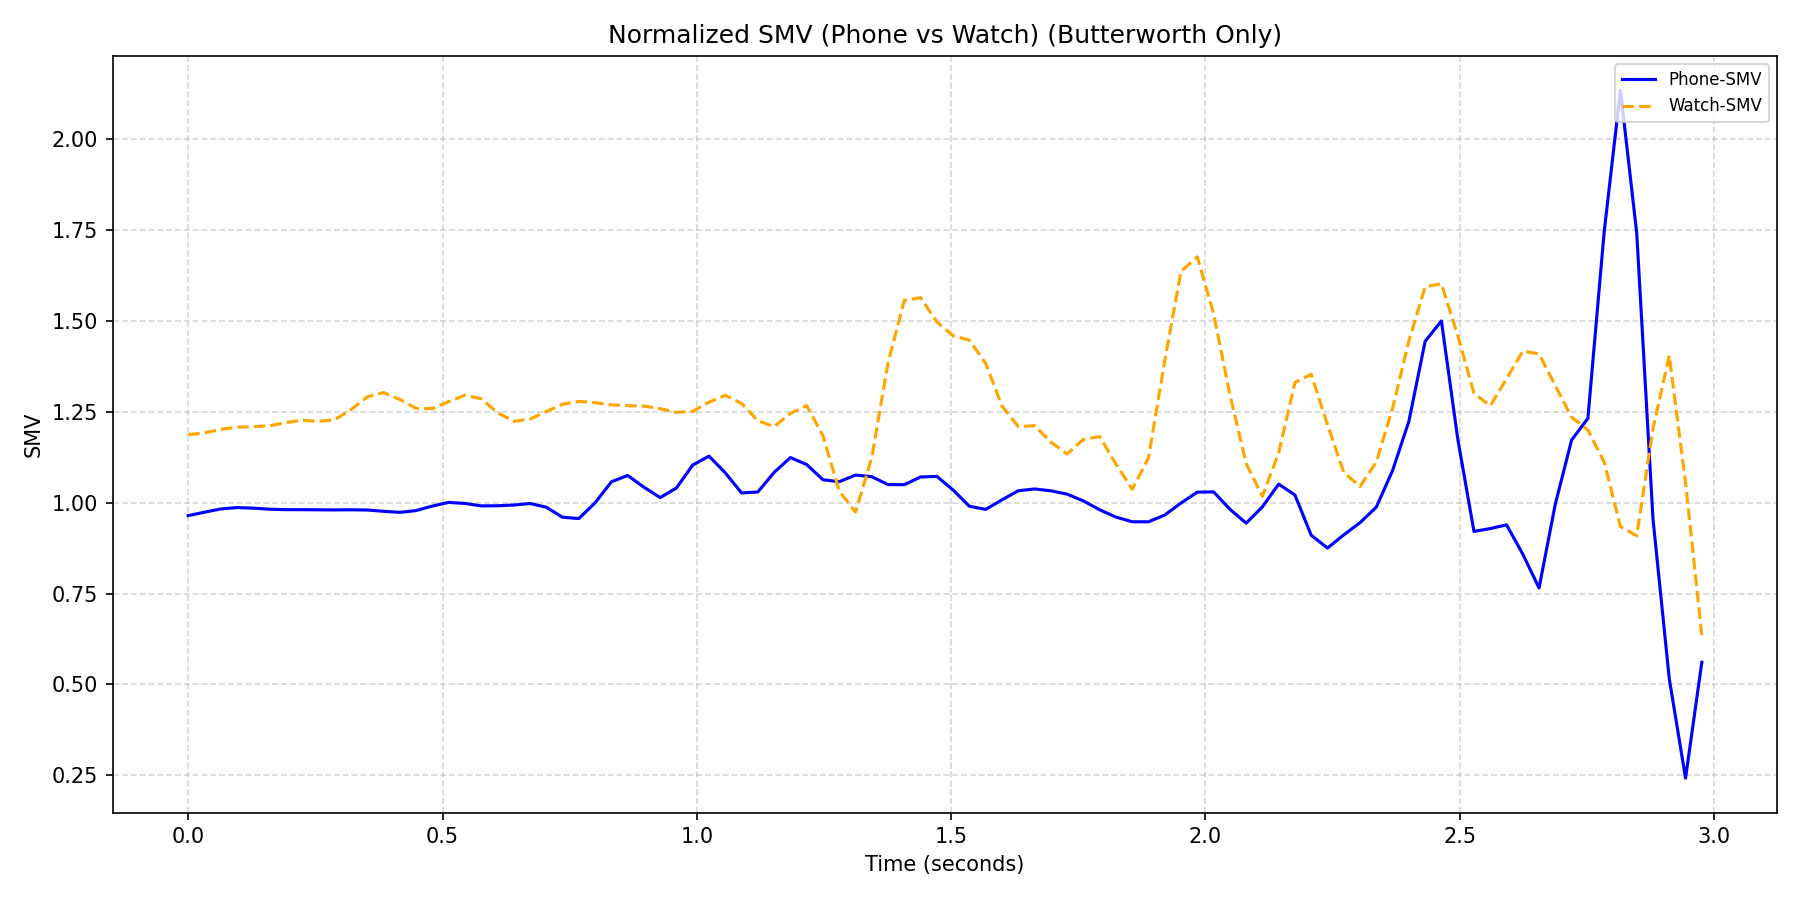 Normalized SMV (Phone vs Watch) (Butterworth Only)
Phone-SMV
Watch-SMV
2.00
1.75
1.50
1.25
1.00
0.75
0.50
0.25
SMV
0.0 0.5 1.0 1.5 2.0 2.5 3.0
Time (seconds)